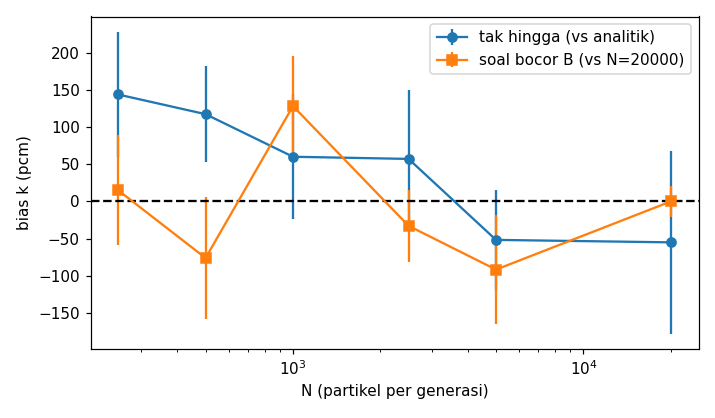 tak hingga (vs analitik)
soal bocor B (vs N=20000)
bias k (pcm)
200
150
100
50
0
−50
−100
−150
10³
10⁴
N (partikel per generasi)